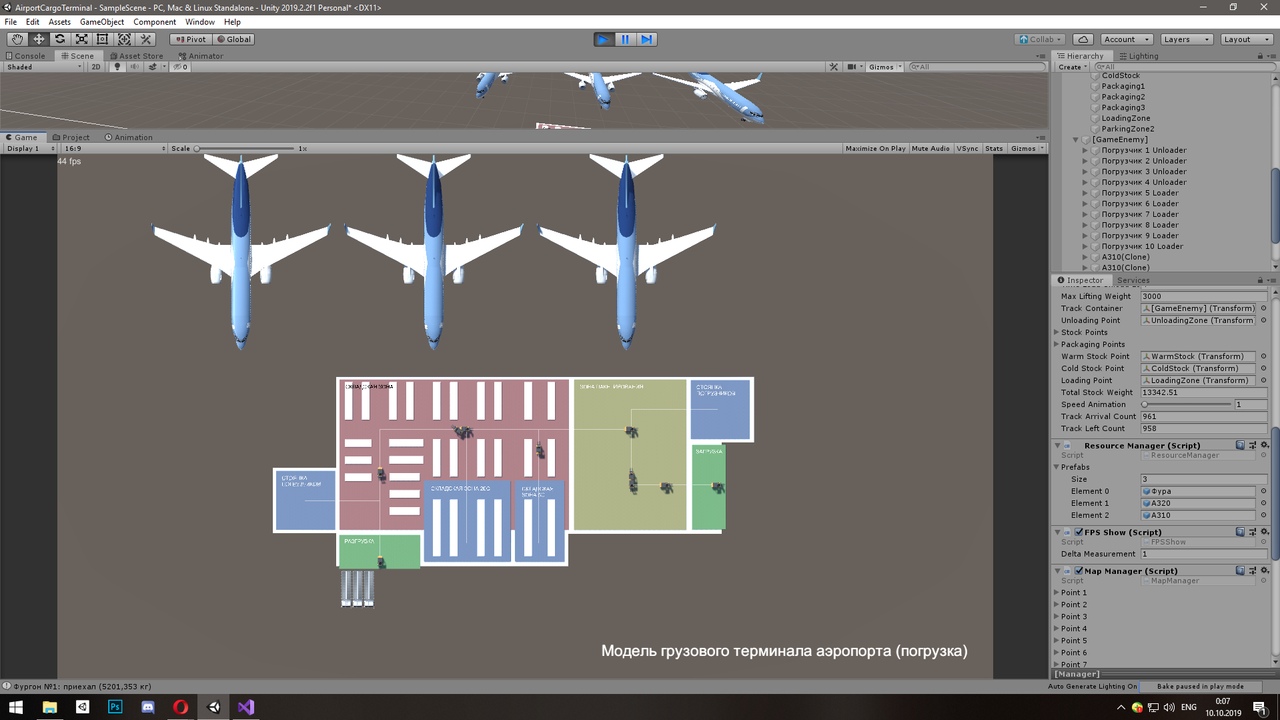 AirportCargoTerminal - SampleScene - PC, Mac & Linux Standalone - Unity 2019.2.2f1 Personal* <DX11>
File Edit Assets GameObject Component Window Help
Pivot Global Collab Account Layers Layout
Console Scene Asset Store Animator
Shaded 2D 0 Gizmos All
Hierarchy Lighting
Create All
ColdStock
Packaging1
Packaging2
Packaging3
LoadingZone
ParkingZone2
[GameEnemy]
Погрузчик 1 Unloader
Погрузчик 2 Unloader
Погрузчик 3 Unloader
Погрузчик 4 Unloader
Погрузчик 5 Loader
Погрузчик 6 Loader
Погрузчик 7 Loader
Погрузчик 8 Loader
Погрузчик 9 Loader
Погрузчик 10 Loader
A310(Clone)
A310(Clone)
Game Project Animation
Display 1 16:9 Scale 1x Maximize On Play Mute Audio VSync Stats Gizmos
44 fps
СКЛАДСКАЯ ЗОНА
СТОЯНКА
ПОГРУЗЧИКОВ
ЗАГРУЗКА
СТОЯНКА
ПОГРУЗЧИКОВ
РАЗГРУЗКА
Модель грузового терминала аэропорта (погрузка)
Inspector Services
Max Lifting Weight 3000
Track Container [GameEnemy] (Transform)
Unloading Point UnloadingZone (Transform
Stock Points
Packaging Points
Warm Stock Point WarmStock (Transform)
Cold Stock Point ColdStock (Transform)
Loading Point LoadingZone (Transform)
Total Stock Weight 13342.51
Speed Animation 1
Track Arrival Count 961
Track Left Count 958
Resource Manager (Script)
Script ResourceManager
Prefabs
Size 3
Element 0 Фура
Element 1 A320
Element 2 A310
FPS Show (Script)
Script FPSShow
Delta Measurement 1
Map Manager (Script)
Script MapManager
Point 1
Point 2
Point 3
Point 4
Point 5
Point 6
Point 7
[Manager]
Фургон №1: приехал (5201,353 кг) Auto Generate Lighting On Bake paused in play mode
Ps ENG 0:07
10.10.2019 1